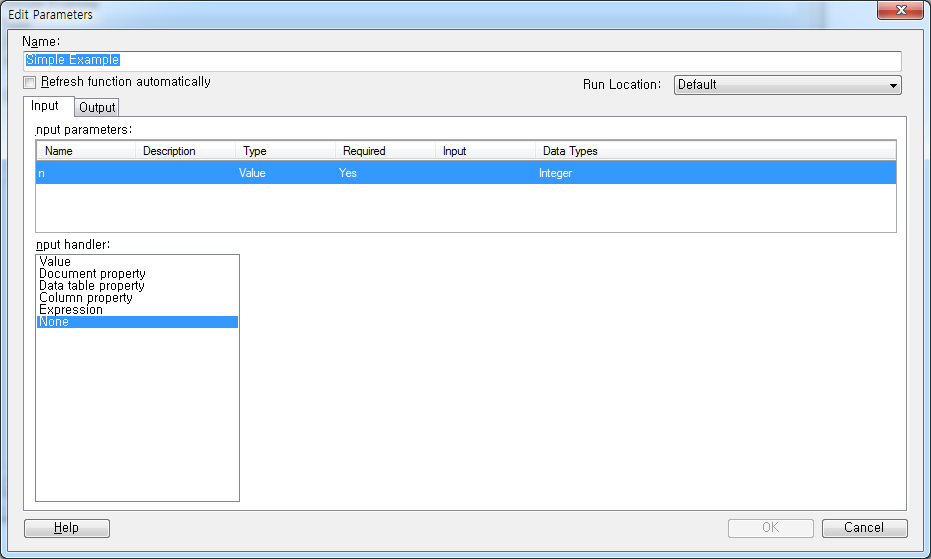 Edit Parameters
Name:
Simple Example
Refresh function automatically
Run Location: Default
Input Output
nput parameters:
Name Description Type Required Input Data Types
n Value Yes Integer
nput handler:
Value
Document property
Data table property
Column property
Expression
None
Help OK Cancel